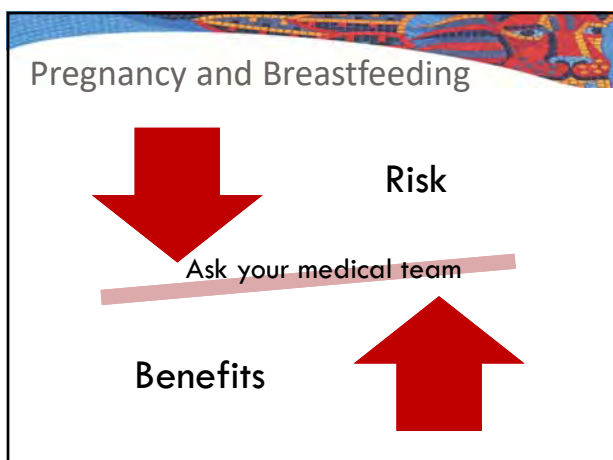 Pregnancy and Breastfeeding
Risk
Ask your medical team
Benefits